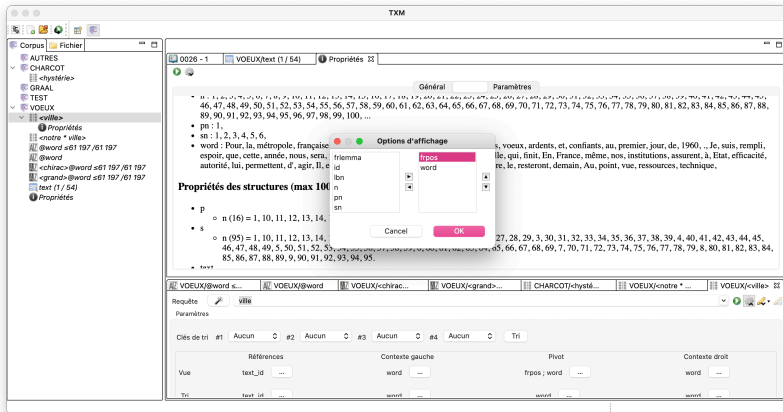 TXM
Corpus Fichier
AUTRES
CHARCOT
<hystérie>
GRAAL
TEST
VOEUX
<ville>
Propriétés
<notre * ville>
@word ≤61 197 /61 197
@word
<chirac>@word ≤61 197 /61 197
<grand>@word ≤61 197 /61 197
text (1 / 54)
Propriétés
0026 - 1 VOEUX/text (1 / 54) Propriétés
Général Paramètres
46, 47, 48, 49, 50, 51, 52, 53, 54, 55, 56, 57, 58, 59, 60, 61, 62, 63, 64, 65, 66, 67, 68, 69, 70, 71, 72, 73, 74, 75, 76, 77, 78, 79, 80, 81, 82, 83, 84, 85, 86, 87, 88,
89, 90, 91, 92, 93, 94, 95, 96, 97, 98, 99, 100, ...
• pn : 1,
• sn : 1, 2, 3, 4, 5, 6,
• word : Pour, la, métropole, française s, voeux, ardents, et, confiants, au, premier, jour, de, 1960, ., Je, suis, rempli,
espoir, que, cette, année, nous, sera, lle, qui, finit, En, France, même, nos, institutions, assurent, à, Etat, efficacité,
autorité, lui, permettent, d', agir, Il, e re, le, resteront, demain, Au, point, vue, ressources, technique,
Propriétés des structures (max 100
• p
n (16) = 1, 10, 11, 12, 13, 14,
• s
n (95) = 1, 10, 11, 12, 13, 14, 27, 28, 29, 3, 30, 31, 32, 33, 34, 35, 36, 37, 38, 39, 4, 40, 41, 42, 43, 44, 45,
46, 47, 48, 49, 5, 50, 51, 52, 53, 54, 55, 56, 57, 58, 59, 6, 60, 61, 62, 63, 64, 65, 66, 67, 68, 69, 7, 70, 71, 72, 73, 74, 75, 76, 77, 78, 79, 8, 80, 81, 82, 83, 84,
85, 86, 87, 88, 89, 9, 90, 91, 92, 93, 94, 95.
• text
Options d'affichage
frlemma
id
lbn
n
pn
sn
frpos
word
Cancel OK
VOEUX/@word ≤... VOEUX/@word VOEUX/<chirac... VOEUX/<grand>... CHARCOT/<hysté... VOEUX/<notre * ... VOEUX/<ville>
Requête ville
Paramètres
Clés de tri #1 Aucun #2 Aucun #3 Aucun #4 Aucun Tri
Références Contexte gauche Pivot Contexte droit
Vue text_id ... word ... frpos ; word ... word ...
Tri text_id ... word ... word ... word ...